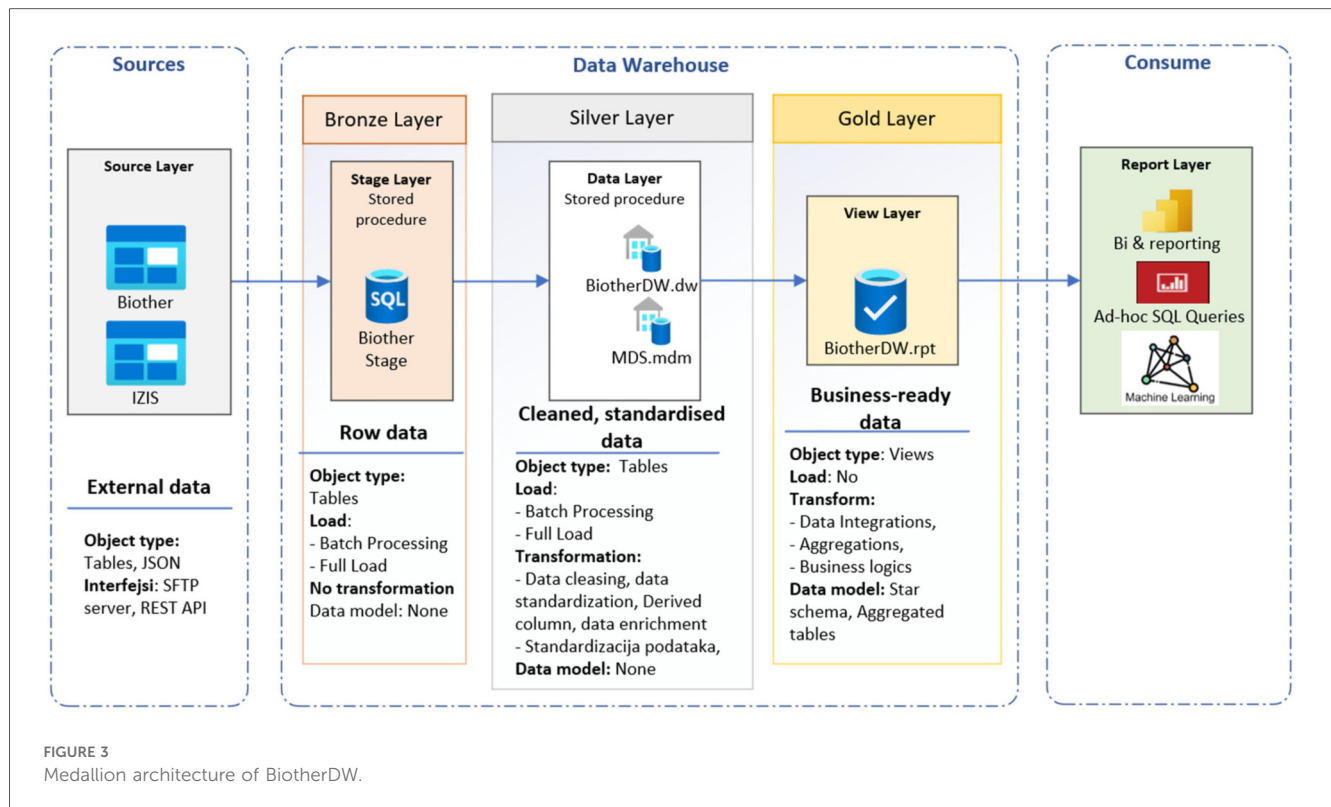 Sources
Source Layer
Biother
IZIS
External data
Object type:
Tables, JSON
Interfejsi: SFTP
server, REST API
Data Warehouse
Bronze Layer
Stage Layer
Stored
procedure
SQL
Biother
Stage
Row data
Object type:
Tables
Load:
- Batch Processing
- Full Load
No transformation
Data model: None
Silver Layer
Data Layer
Stored procedure
BiotherDW.dw
MDS.mdm
Cleaned, standardised
data
Object type: Tables
Load:
- Batch Processing
- Full Load
Transformation:
- Data cleasing, data
standardization, Derived
column, data enrichment
- Standardizacija podataka,
Data model: None
Gold Layer
View Layer
BiotherDW.rpt
Business-ready
data
Object type: Views
Load: No
Transform:
- Data Integrations,
- Aggregations,
- Business logics
Data model: Star
schema, Aggregated
tables
Consume
Report Layer
Bi & reporting
Ad-hoc SQL Queries
Machine Learning
FIGURE 3
Medallion architecture of BiotherDW.